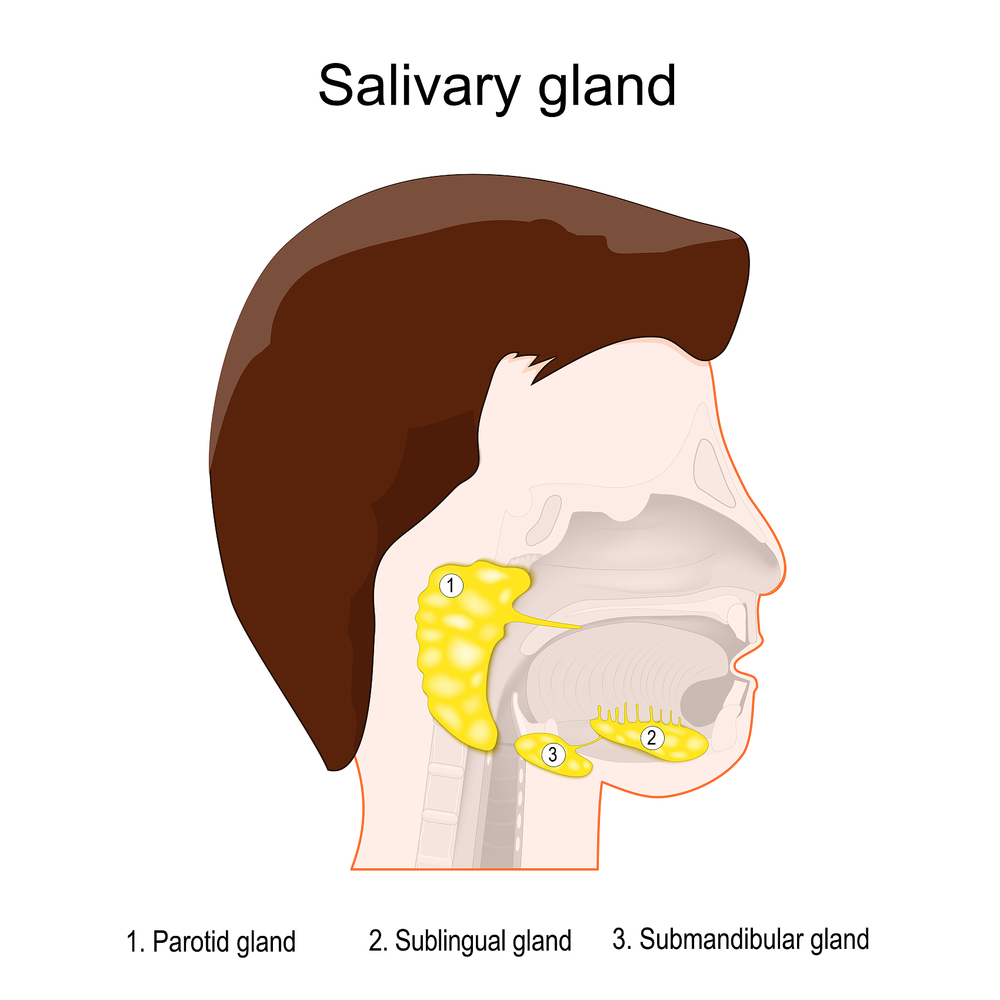 Salivary gland
1
2
3
1. Parotid gland
2. Sublingual gland
3. Submandibular gland